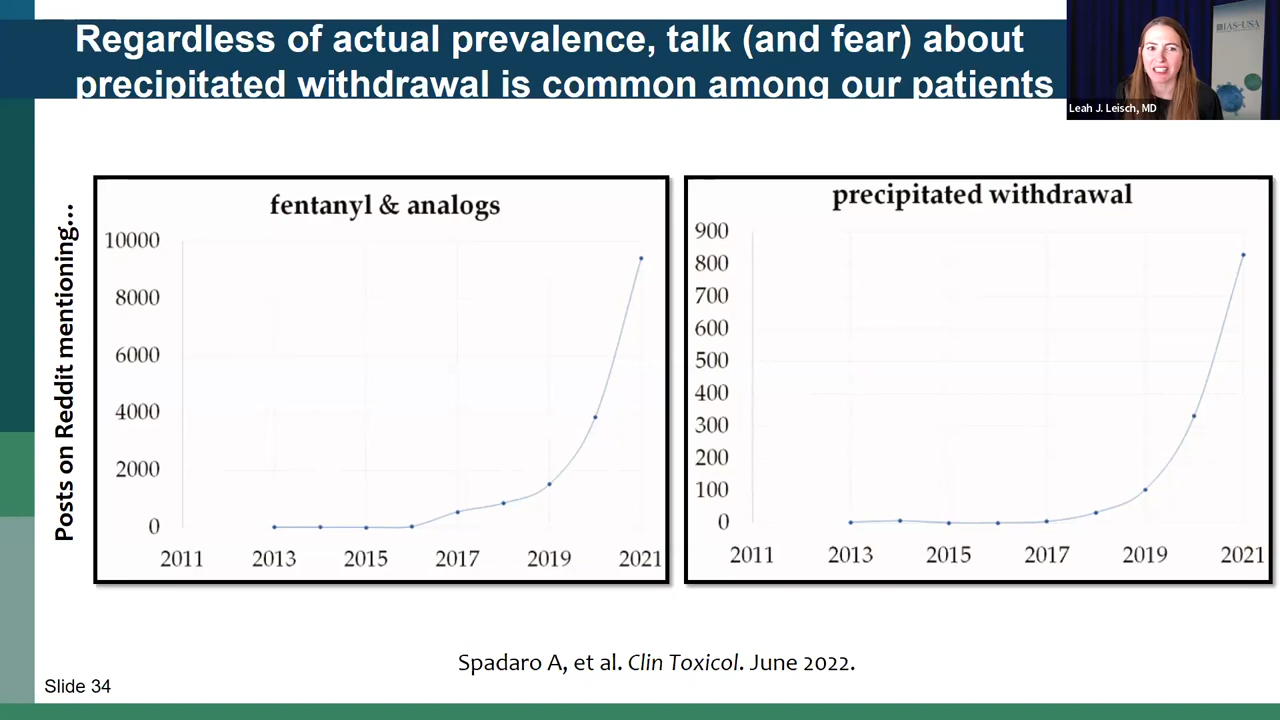 Regardless of actual prevalence, talk (and fear) about
precipitated withdrawal is common among our patients
IAS-USA
Leah J. Leisch, MD
Posts on Reddit mentioning...
fentanyl & analogs
10000
8000
6000
4000
2000
0
2011 2013 2015 2017 2019 2021
precipitated withdrawal
900
800
700
600
500
400
300
200
100
0
2011 2013 2015 2017 2019 2021
Spadaro A, et al. Clin Toxicol. June 2022.
Slide 34